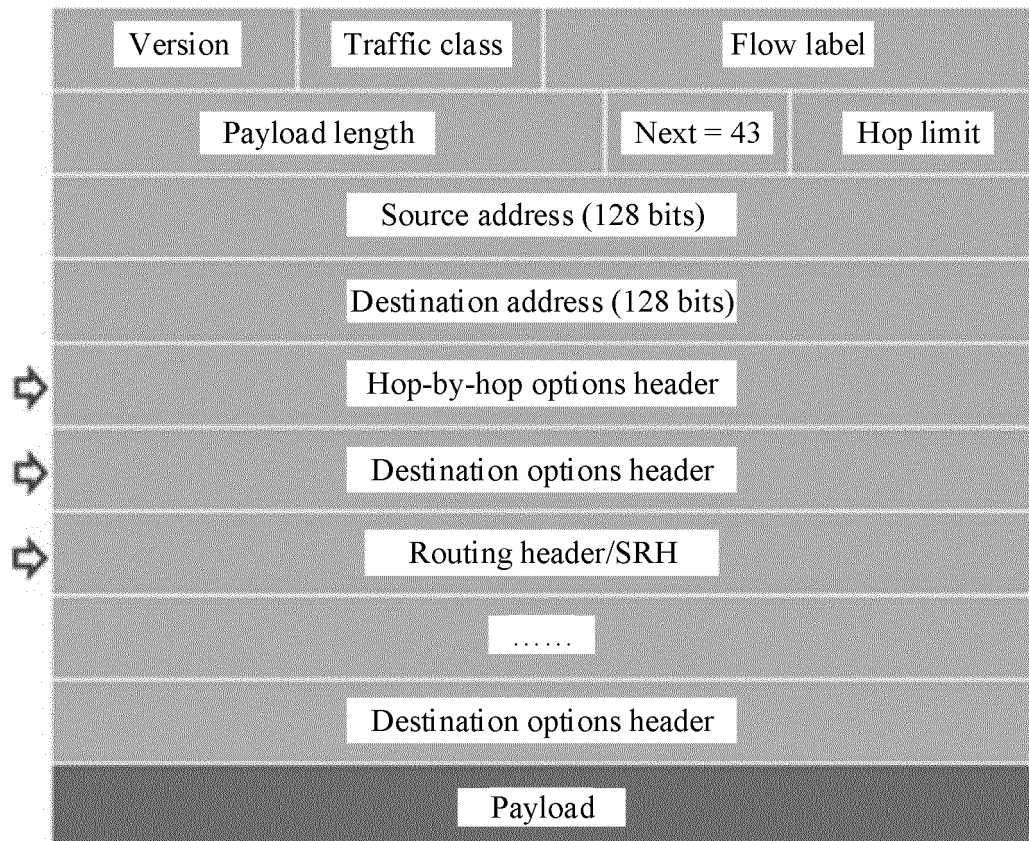 Version Traffic class Flow label
Payload length Next = 43 Hop limit
Source address (128 bits)
Destination address (128 bits)
Hop-by-hop options header
Destination options header
Routing header/SRH
……
Destination options header
Payload